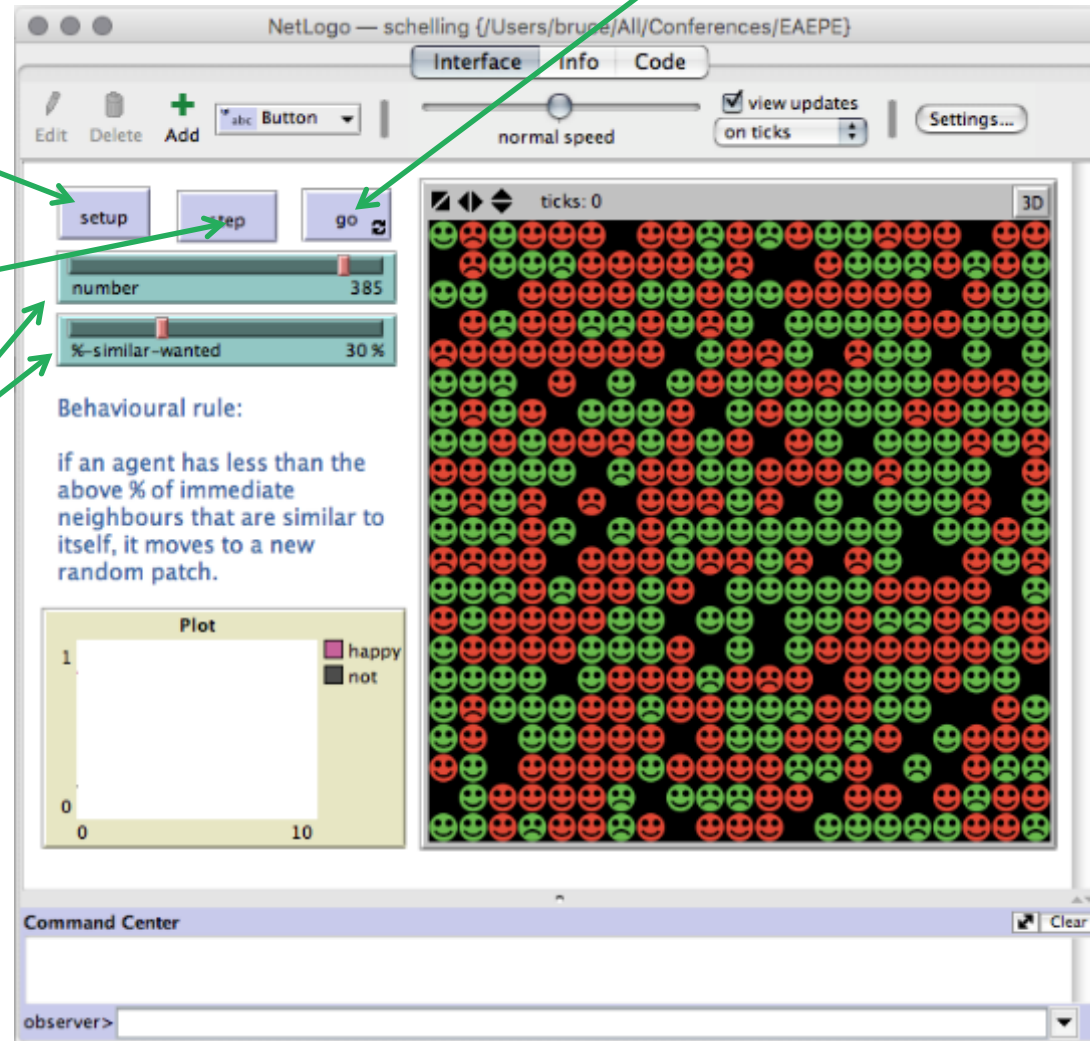 NetLogo — schelling {/Users/bruce/All/Conferences/EAEPE}
Interface Info Code
Edit Delete Add abc Button
normal speed
view updates
on ticks
Settings...
setup step go
ticks: 0
3D
number 385
%-similar-wanted 30 %
Behavioural rule:
if an agent has less than the
above % of immediate
neighbours that are similar to
itself, it moves to a new
random patch.
Plot
1
happy
not
0
0 10
Command Center
Clear
observer>